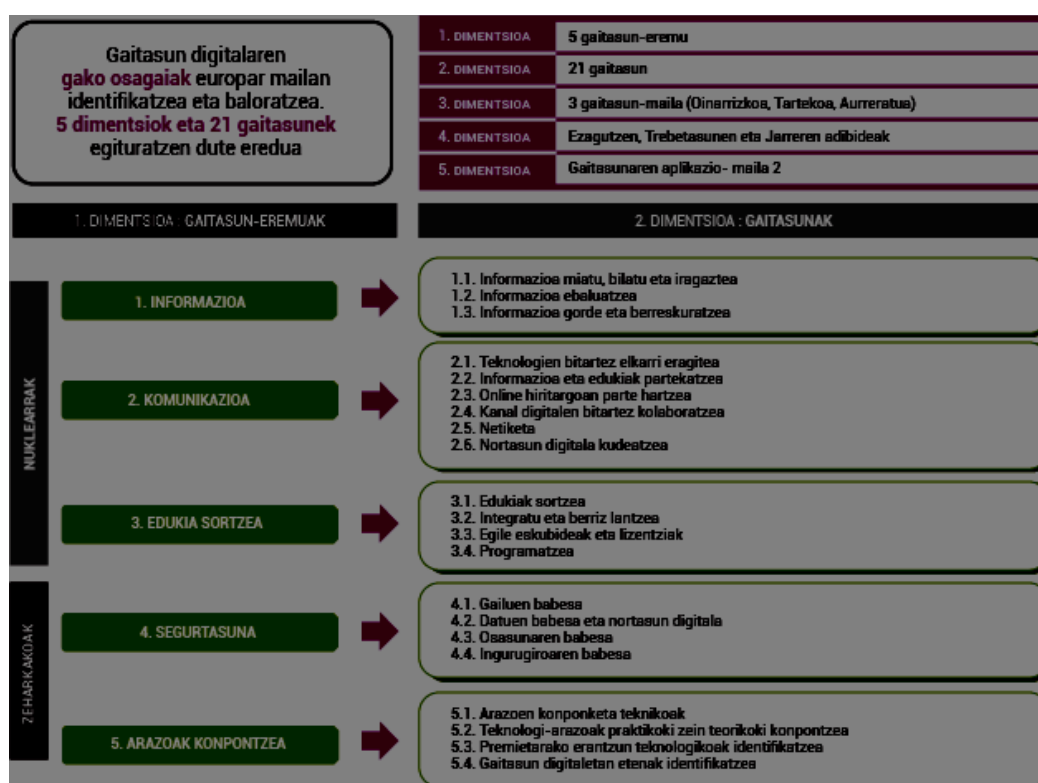 Gaitasun digitalaren
gako osagaiak europar mailan
identifikatzea eta baloratzea.
5 dimentsiok eta 21 gaitasunek
egituratzen dute eredua
1. DIMENTSIOA 5 gaitasun-eremu
2. DIMENTSIOA 21 gaitasun
3. DIMENTSIOA 3 gaitasun-maila (Oinarrizkoa, Tartekoa, Aurreratua)
4. DIMENTSIOA Ezagutzen, Trebetasunen eta Jarreren adibideak
5. DIMENTSIOA Gaitasunaren aplikazio- maila 2
1. DIMENTSIOA : GAITASUN-EREMUAK
2. DIMENTSIOA : GAITASUNAK
NUKLEARRAK
1. INFORMAZIOA
1.1. Informazioa miatu, bilatu eta iragaztea
1.2. Informazioa ebaluatzea
1.3. Informazioa gorde eta berreskuratzea
2. KOMUNIKAZIOA
2.1. Teknologien bitartez elkarri eragitea
2.2. Informazioa eta edukiak partekatzea
2.3. Online hiritargoan parte hartzea
2.4. Kanal digitalen bitartez kolaboratzea
2.5. Netiketa
2.6. Nortasun digitala kudeatzea
3. EDUKIA SORTZEA
3.1. Edukiak sortzea
3.2. Integratu eta berriz lantzea
3.3. Egile eskubideak eta lizentziak
3.4. Programatzea
ZEHARKAKOAK
4. SEGURTASUNA
4.1. Gailuen babesa
4.2. Datuen babesa eta nortasun digitala
4.3. Osasunaren babesa
4.4. Ingurugiroaren babesa
5. ARAZOAK KONPONTZEA
5.1. Arazoen konponketa teknikoak
5.2. Teknologi-arazoak praktikoki zein teorikoki konpontzea
5.3. Premietarako erantzun teknologikoak identifikatzea
5.4. Gaitasun digitaletan etenak identifikatzea